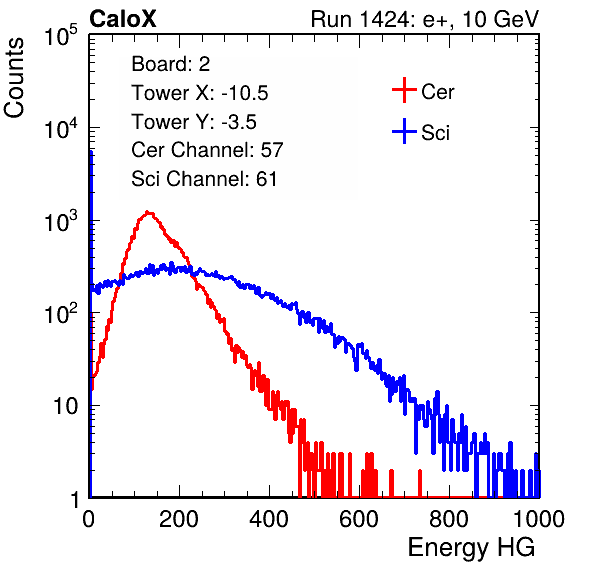 CaloX Run 1424: e+, 10 GeV
Counts
Board: 2
Tower X: -10.5
Tower Y: -3.5
Cer Channel: 57
Sci Channel: 61
Cer
Sci
10^5
10^4
10^3
10^2
10
1
0 200 400 600 800 1000
Energy HG